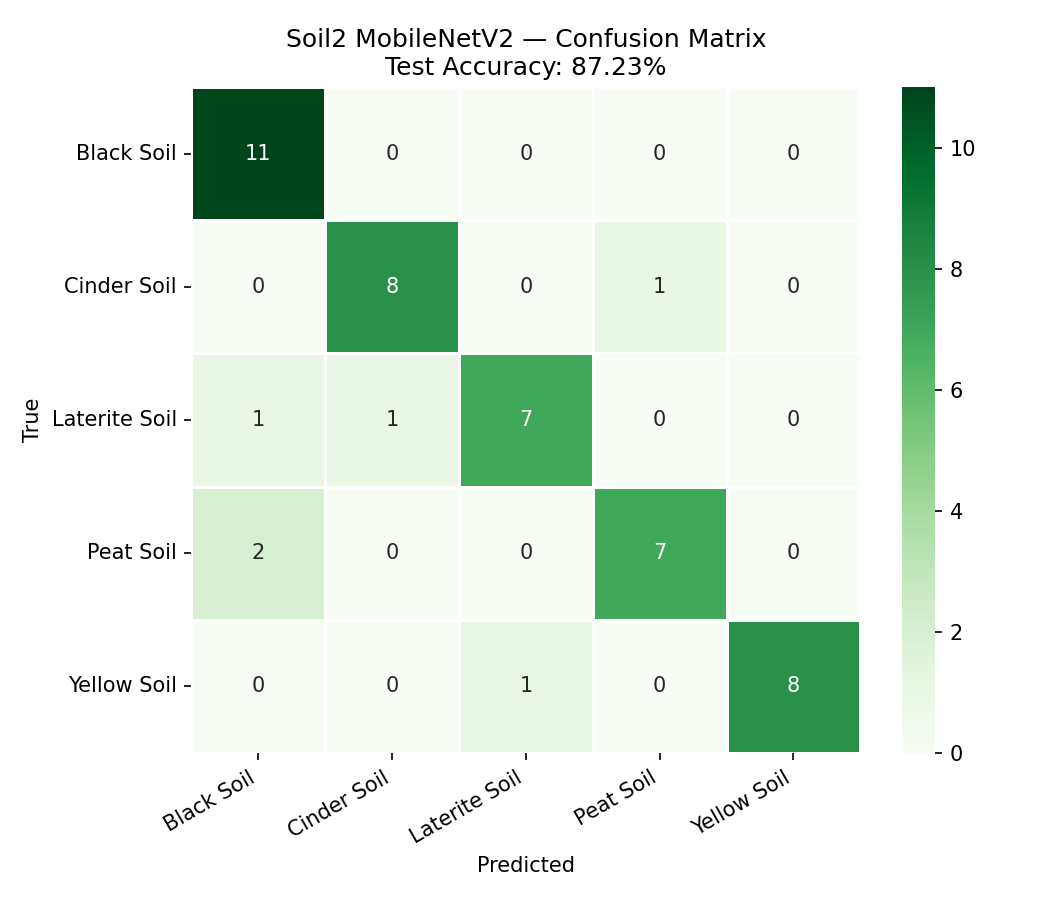 Soil2 MobileNetV2 — Confusion Matrix
Test Accuracy: 87.23%
Black Soil 11 0 0 0 0
Cinder Soil 0 8 0 1 0
Laterite Soil 1 1 7 0 0
Peat Soil 2 0 0 7 0
Yellow Soil 0 0 1 0 8
True
Black Soil Cinder Soil Laterite Soil Peat Soil Yellow Soil
Predicted
10
8
6
4
2
0